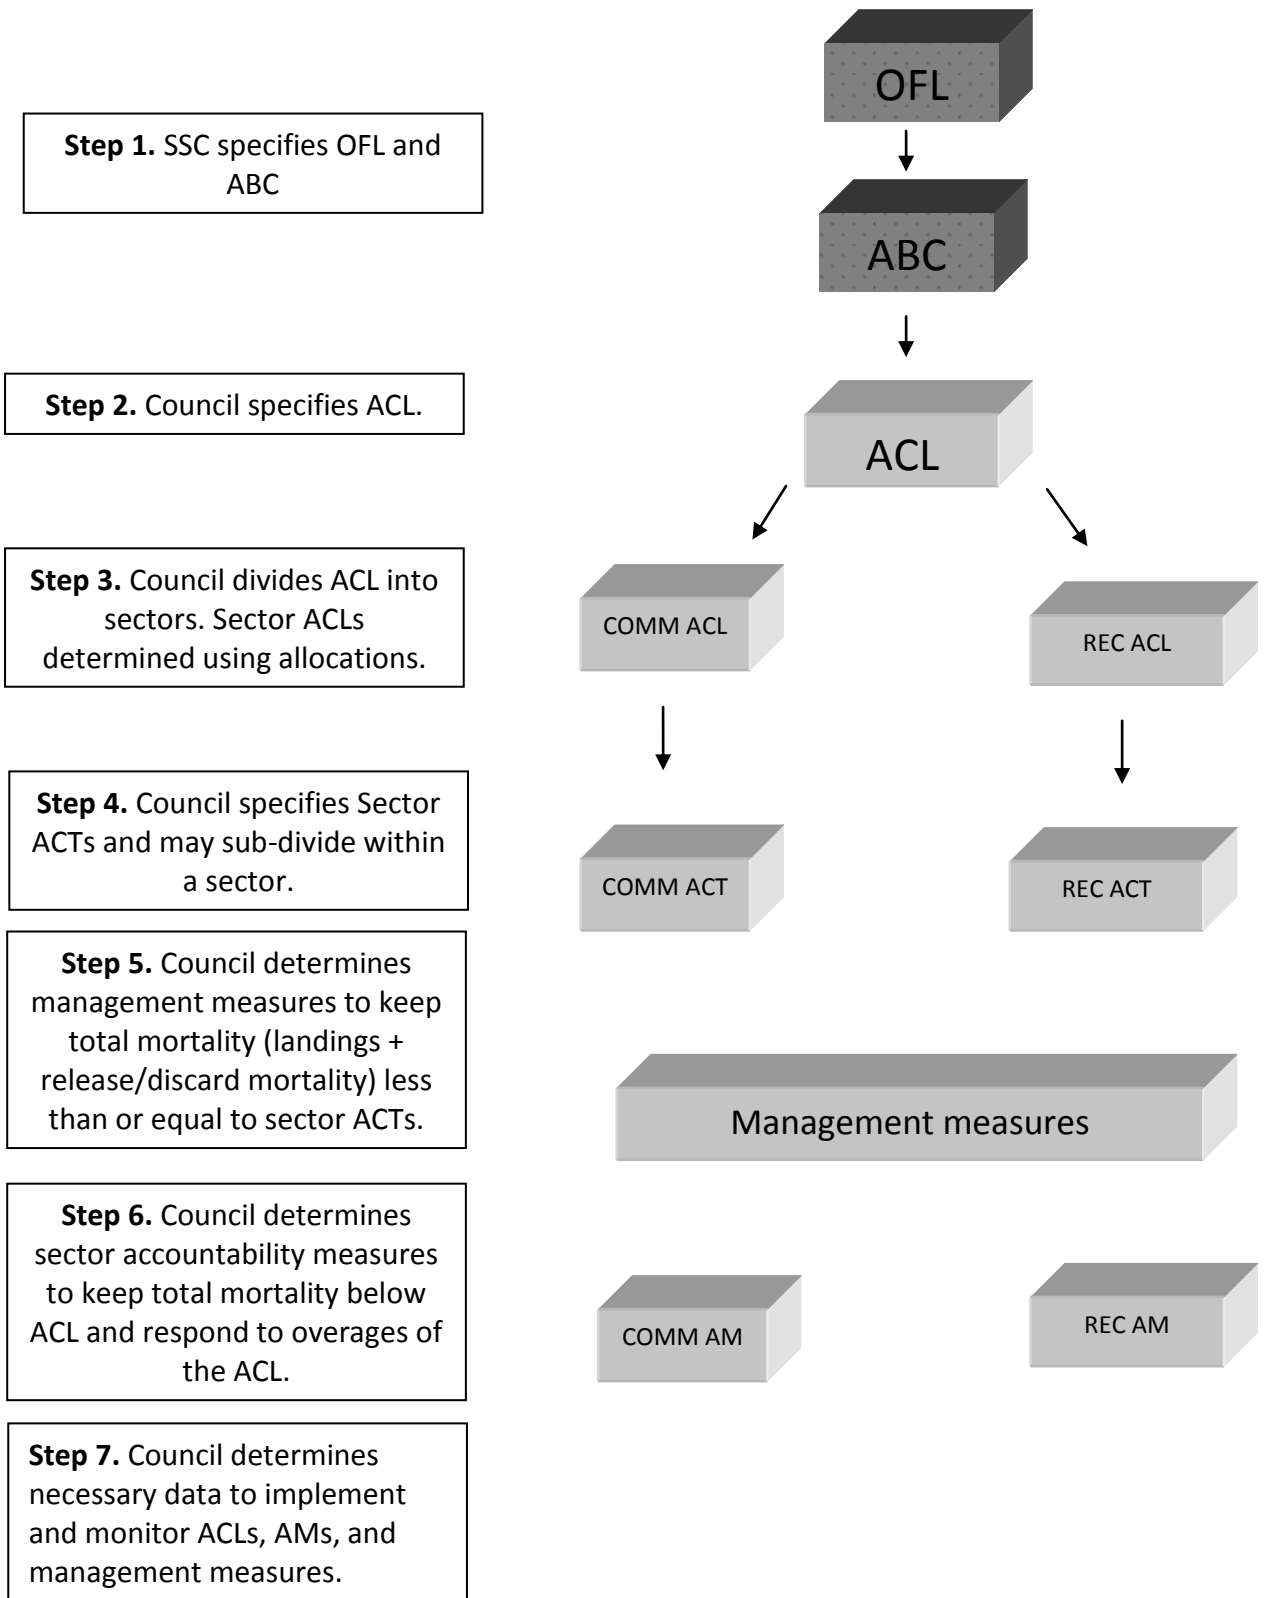 OFL
Step 1. SSC specifies OFL and
ABC
ABC
Step 2. Council specifies ACL.
ACL
Step 3. Council divides ACL into
sectors. Sector ACLs
determined using allocations.
COMM ACL
REC ACL
Step 4. Council specifies Sector
ACTs and may sub-divide within
a sector.
COMM ACT
REC ACT
Step 5. Council determines
management measures to keep
total mortality (landings +
release/discard mortality) less
than or equal to sector ACTs.
Management measures
Step 6. Council determines
sector accountability measures
to keep total mortality below
ACL and respond to overages of
the ACL.
COMM AM
REC AM
Step 7. Council determines
necessary data to implement
and monitor ACLs, AMs, and
management measures.